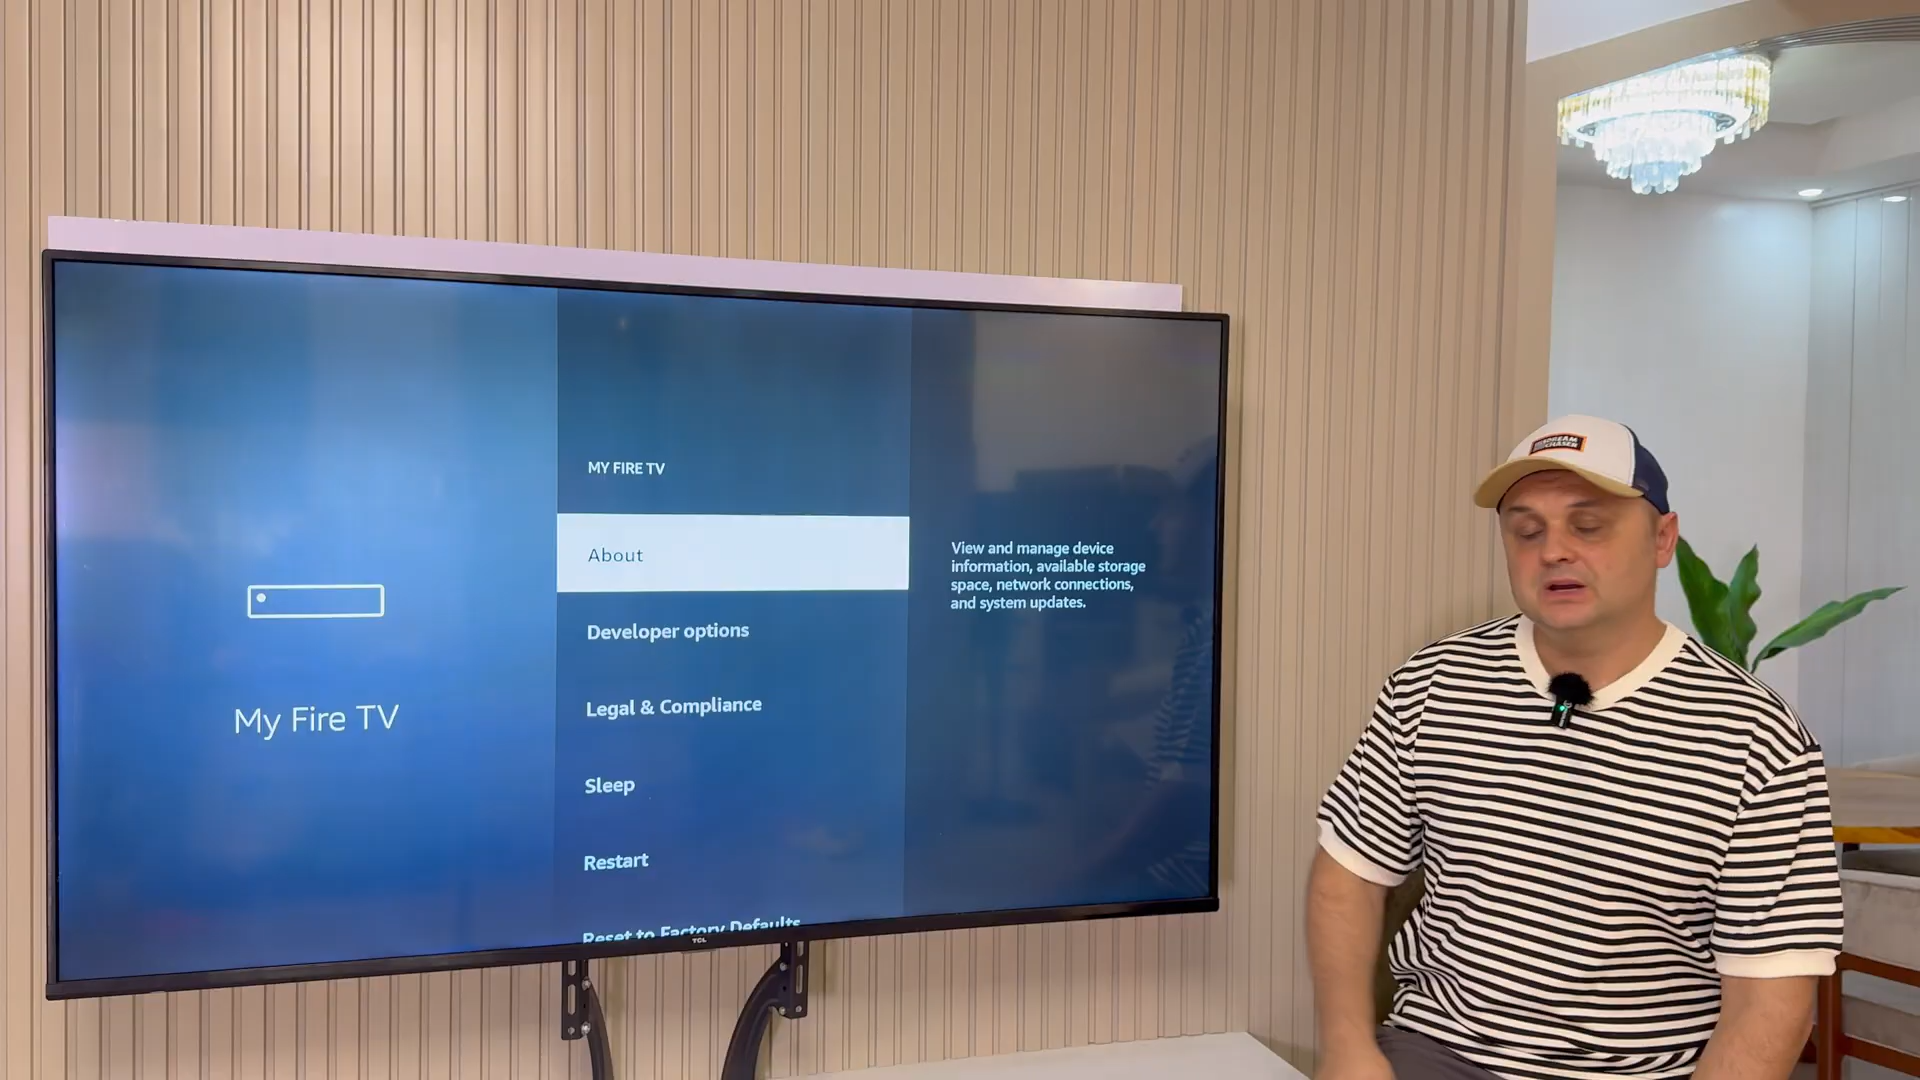 MY FIRE TV
About
Developer options
Legal & Compliance
Sleep
Restart
Reset to Factory Defaults
My Fire TV
View and manage device
information, available storage
space, network connections,
and system updates.
TCL